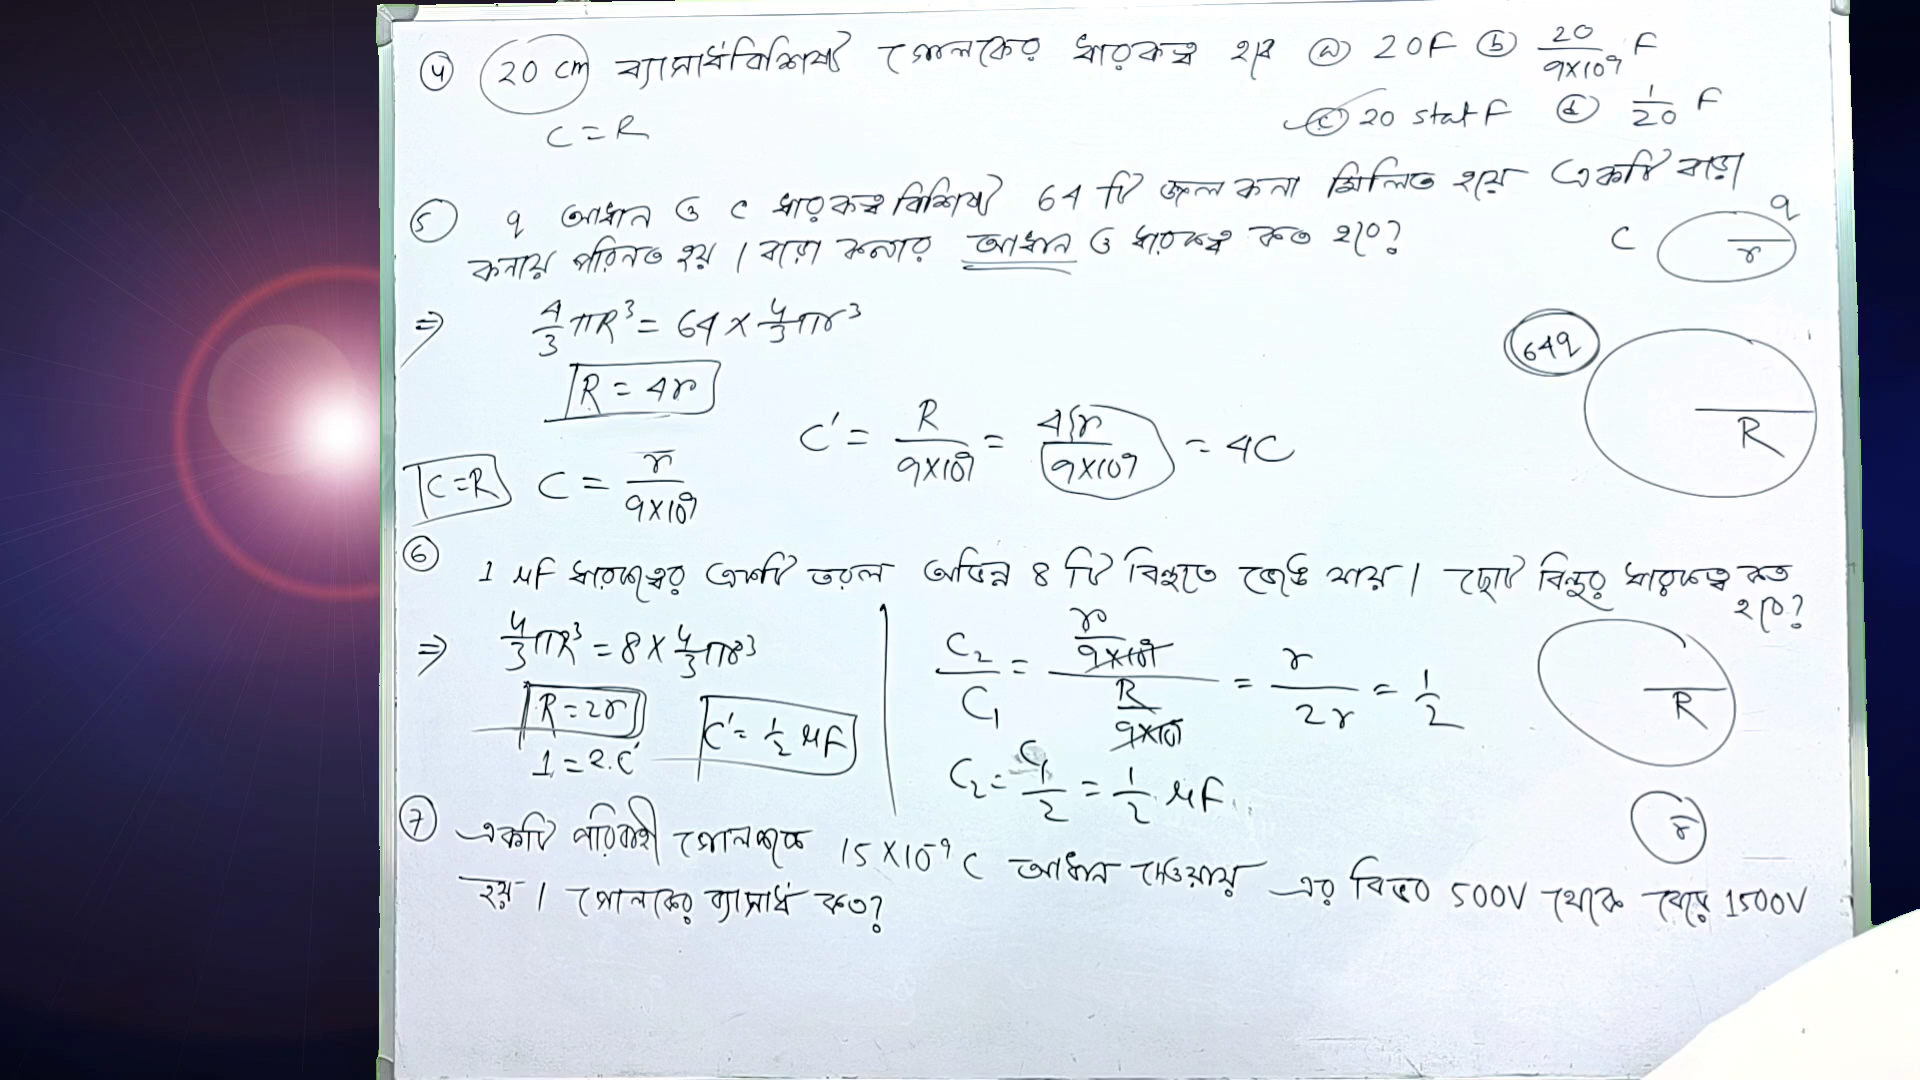 ④ 20 cm ব্যাসার্ধবিশিষ্ট গোলকের ধারকত্ব হবে ⓐ 20F ⓑ 20/9×10⁹ F
C = R ⓒ 20 stat F ⓓ 1/20 F
⑤ q আধান ও C ধারকত্ব বিশিষ্ট 64 টি জল কনা মিলিত হয়ে একটি বড়ো
কনায় পরিনত হয়। বড়ো কনার আধান ও ধারকত্ব কত হবে?
q
C
r
⇒ 4/3 πR³ = 64 × 4/3 πr³
64q
R = 4r
R
C' = R/9×10⁹ = 4r/9×10⁹ = 4C
C=R C = r/9×10⁹
⑥ 1 μF ধারকত্বের একটি তরল অভিন্ন 8 টি বিন্দুতে ভেঙে যায়। ছোট বিন্দুর ধারকত্ব কত
হবে?
⇒ 4/3 πR³ = 8 × 4/3 πr³
R = 2r
C' = 1/2 μF
1 = 2.C'
C₂/C₁ = (r/9×10⁹)/(R/9×10⁹) = r/2r = 1/2
C₂ = C₁/2 = 1/2 μF
R
r
⑦ একটি পরিবাহী গোলককে 15×10⁻⁹ C আধান দেওয়ায় এর বিভব 500V থেকে বেড়ে 1500V
হয়। গোলকের ব্যাসার্ধ কত?